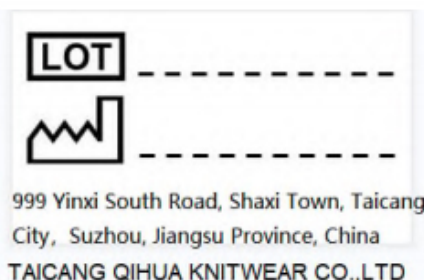 LOT
999 Yinxi South Road, Shaxi Town, Taicang
City, Suzhou, Jiangsu Province, China
TAICANG QIHUA KNITWEAR CO.,LTD